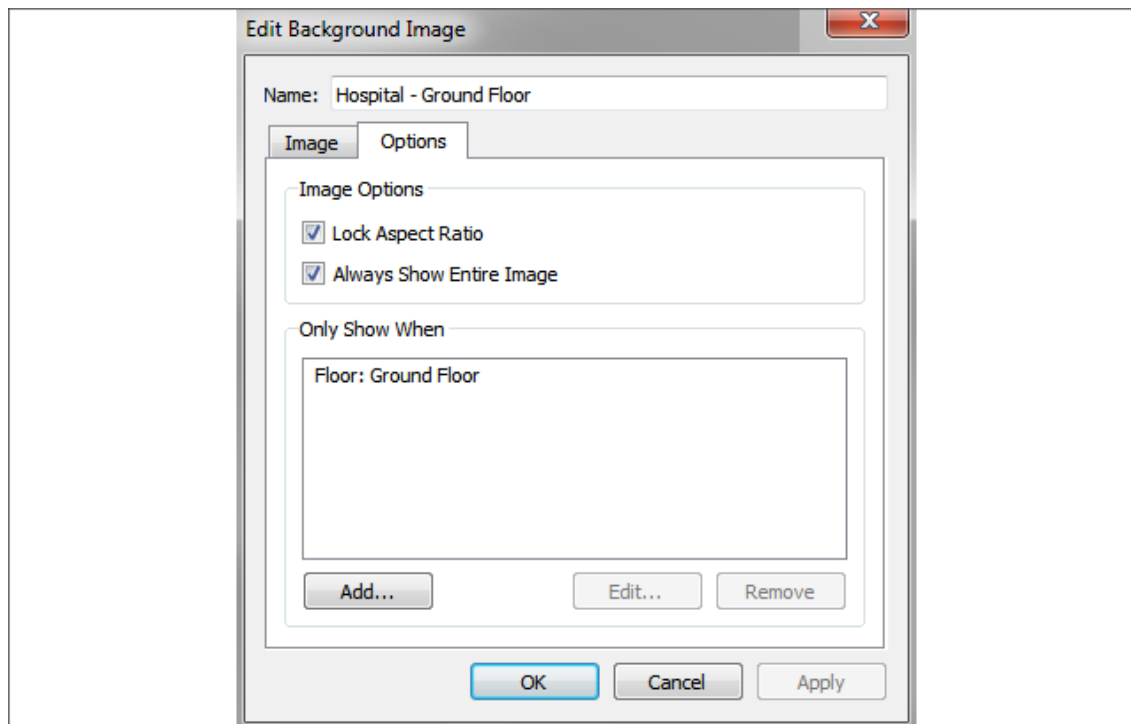 Edit Background Image
Name: Hospital - Ground Floor
Image Options
Image Options
Lock Aspect Ratio
Always Show Entire Image
Only Show When
Floor: Ground Floor
Add... Edit... Remove
OK Cancel Apply